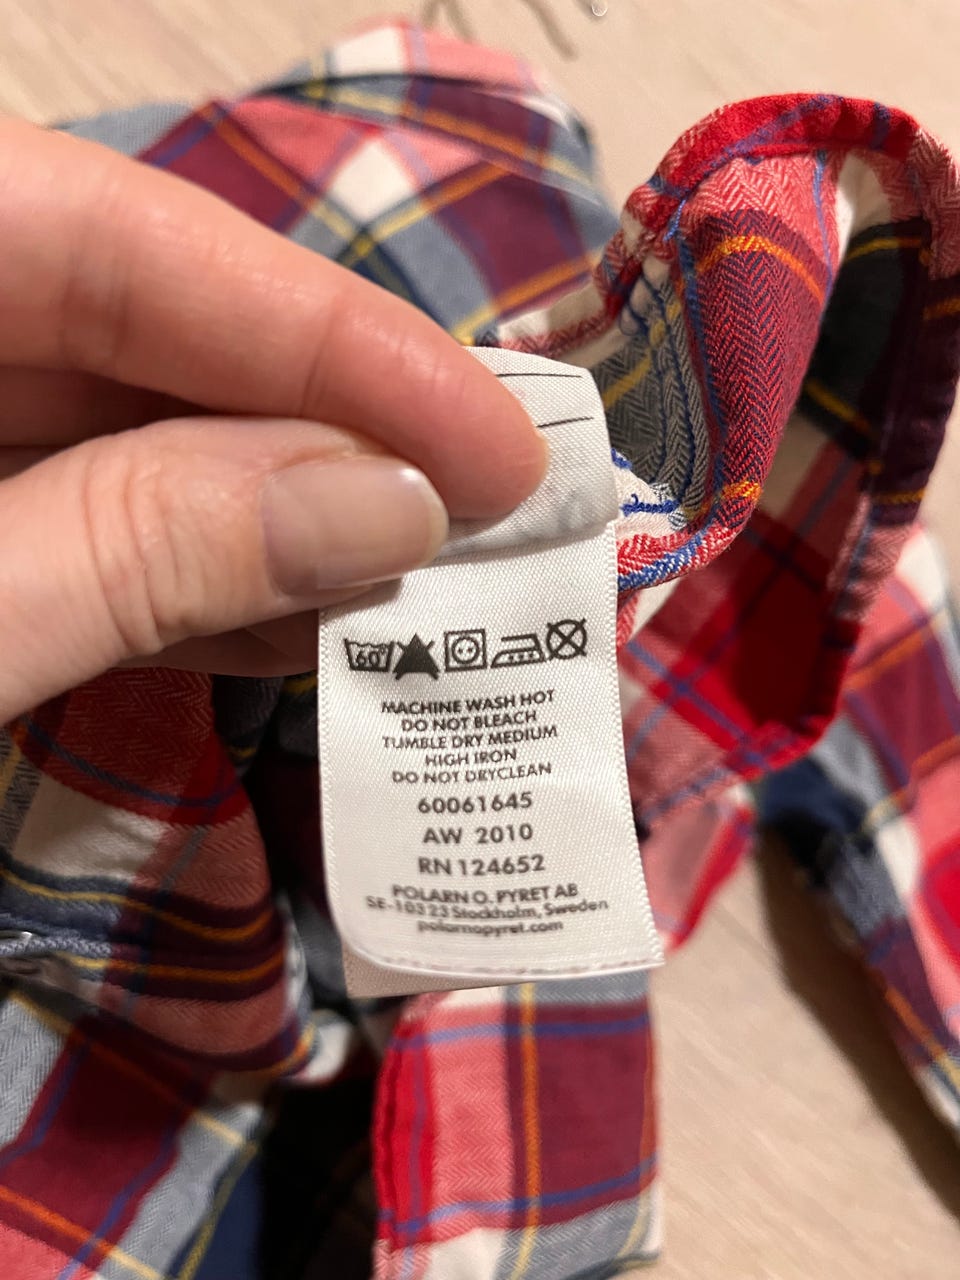 60°
MACHINE WASH HOT
DO NOT BLEACH
TUMBLE DRY MEDIUM
HIGH IRON
DO NOT DRYCLEAN
60061645
AW 2010
RN 124652
POLARN O. PYRET AB
SE-103 23 Stockholm, Sweden
polarnopyret.com